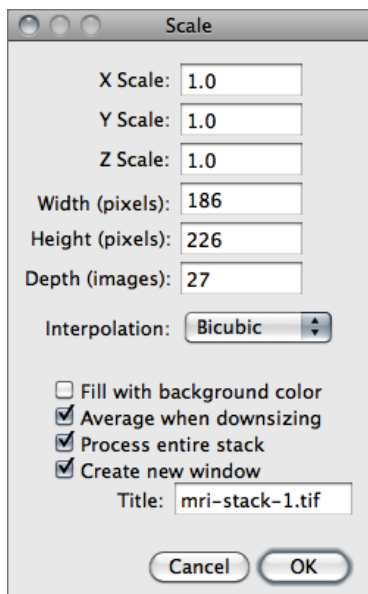 Scale
X Scale: 1.0
Y Scale: 1.0
Z Scale: 1.0
Width (pixels): 186
Height (pixels): 226
Depth (images): 27
Interpolation: Bicubic
Fill with background color
Average when downsizing
Process entire stack
Create new window
Title: mri-stack-1.tif
Cancel OK